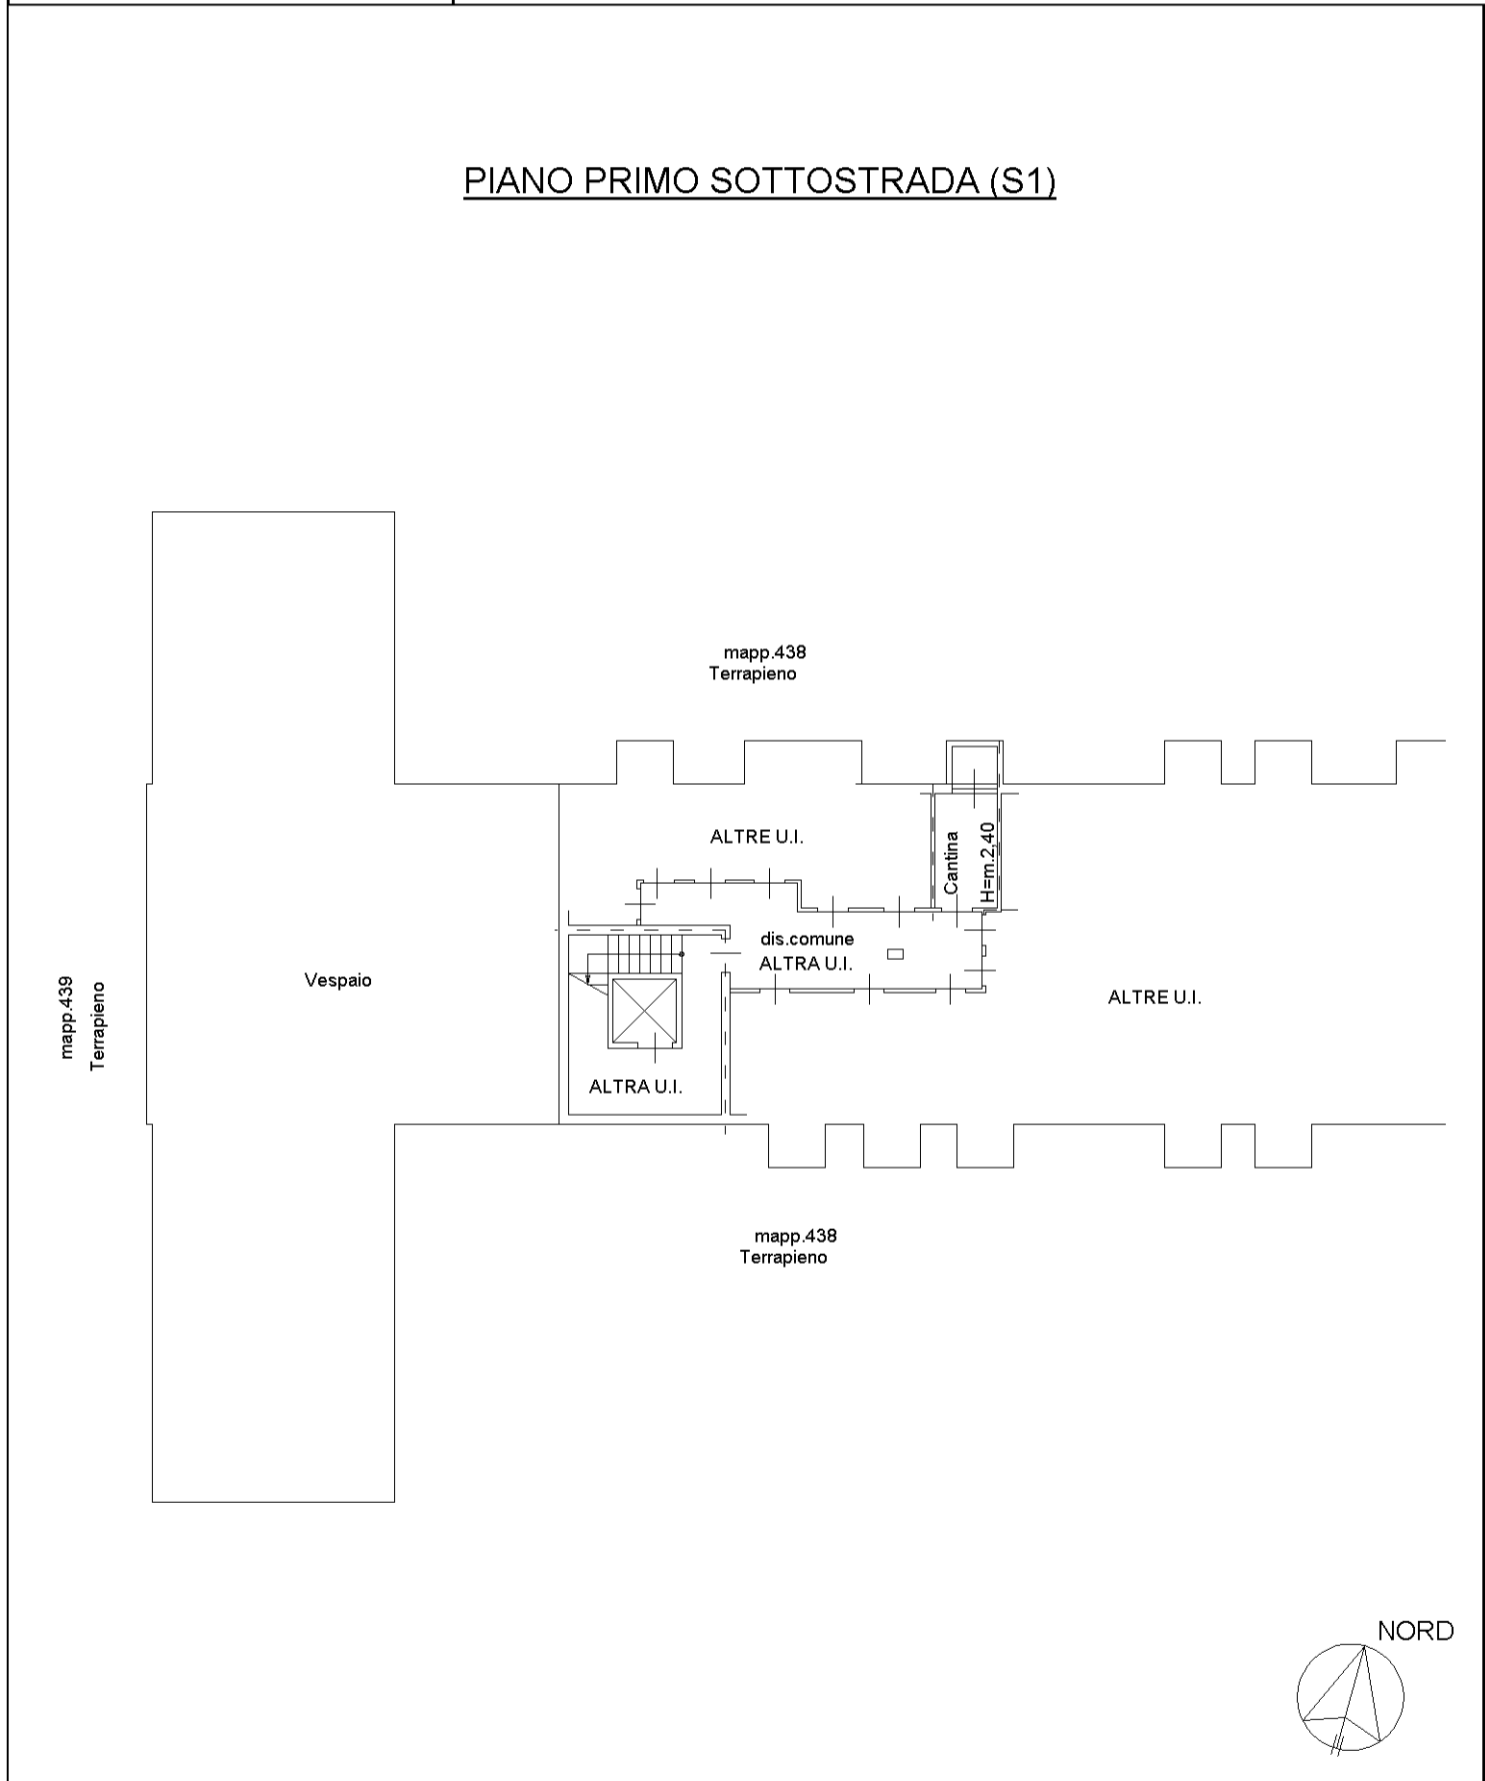 PIANO PRIMO SOTTOSTRADA (S1)
mapp.438
Terrapieno
ALTRE U.I.
Cantina
H=m.2,40
dis.comune
ALTRA U.I.
Vespaio
mapp.439
Terrapieno
ALTRE U.I.
ALTRA U.I.
mapp.438
Terrapieno
NORD